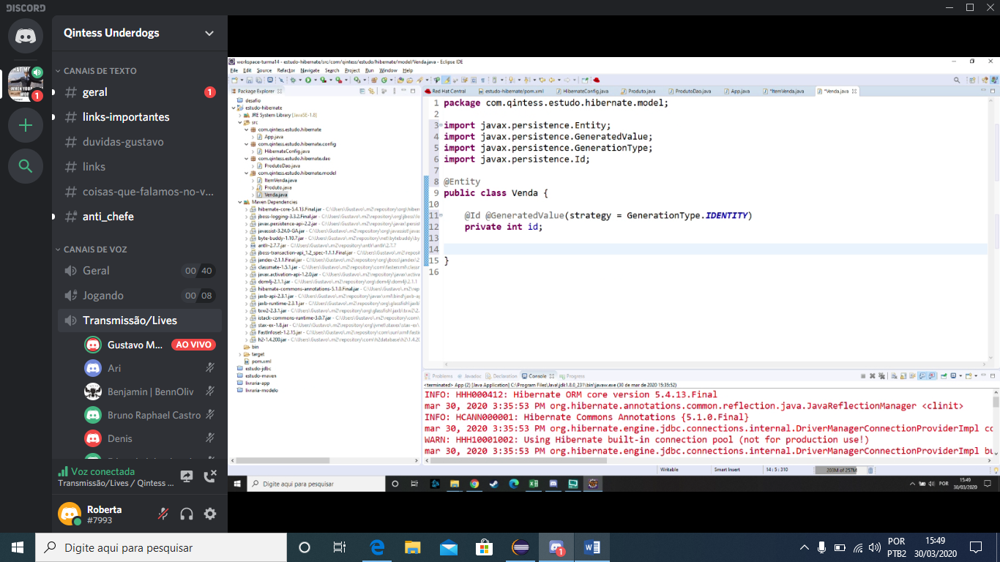 DISCORD
Qintess Underdogs
CANAIS DE TEXTO
geral
1
links-importantes
duvidas-gustavo
links
coisas-que-falamos-no-v...
anti_chefe
CANAIS DE VOZ
Geral
00 40
Jogando
00 08
Transmissão/Lives
Gustavo M... AO VIVO
Ari
Benjamin | BennOliv
Bruno Raphael Castro
Denis
Voz conectada
Transmissão/Lives / Qintess ...
Roberta
#7993
workspace-turma14 - estudo-hibernate/src/com/qintess/estudo/hibernate/model/Venda.java - Eclipse IDE
File Edit Source Refactor Navigate Search Project Run Window Help
Package Explorer
desafio
estudo-hibernate
JRE System Library [JavaSE-1.8]
src
com.qintess.estudo.hibernate
App.java
com.qintess.estudo.hibernate.config
HibernateConfig.java
com.qintess.estudo.hibernate.dao
ProdutoDao.java
com.qintess.estudo.hibernate.model
ItemVenda.java
Produto.java
Venda.java
Maven Dependencies
hibernate-core-5.4.13.Final.jar - C:\Users\Gustavo\.m2\repository\org\hiber
jboss-logging-3.3.2.Final.jar - C:\Users\Gustavo\.m2\repository\org\jboss\lo
javax.persistence-api-2.2.jar - C:\Users\Gustavo\.m2\repository\javax\persist
javassist-3.24.0-GA.jar - C:\Users\Gustavo\.m2\repository\org\javassist\javas
byte-buddy-1.10.7.jar - C:\Users\Gustavo\.m2\repository\net\bytebuddy\by
antlr-2.7.7.jar - C:\Users\Gustavo\.m2\repository\antlr\antlr\2.7.7
jboss-transaction-api_1.2_spec-1.1.1.Final.jar - C:\Users\Gustavo\.m2\reposi
jandex-2.1.1.Final.jar - C:\Users\Gustavo\.m2\repository\org\jboss\jandex\2
classmate-1.5.1.jar - C:\Users\Gustavo\.m2\repository\com\fasterxml\classr
javax.activation-api-1.2.0.jar - C:\Users\Gustavo\.m2\repository\javax\activa
dom4j-2.1.1.jar - C:\Users\Gustavo\.m2\repository\org\dom4j\dom4j\2.1.1
hibernate-commons-annotations-5.1.0.Final.jar - C:\Users\Gustavo\.m2\rep
jaxb-api-2.3.1.jar - C:\Users\Gustavo\.m2\repository\javax\xml\bind\jaxb-ap
jaxb-runtime-2.3.1.jar - C:\Users\Gustavo\.m2\repository\org\glassfish\jaxb
txw2-2.3.1.jar - C:\Users\Gustavo\.m2\repository\org\glassfish\jaxb\txw2\2.
istack-commons-runtime-3.0.7.jar - C:\Users\Gustavo\.m2\repository\com\
stax-ex-1.8.jar - C:\Users\Gustavo\.m2\repository\org\jvnet\staxex\stax-ex\
FastInfoset-1.2.15.jar - C:\Users\Gustavo\.m2\repository\com\sun\xml\fastin
h2-1.4.200.jar - C:\Users\Gustavo\.m2\repository\com\h2database\h2\1.4.20
bin
target
pom.xml
estudo-jdbc
estudo-maven
livraria-app
livraria-modelo
Red Hat Central estudo-hibernate/pom.xml HibernateConfig.java Produto.java ProdutoDao.java App.java *ItemVenda.java *Venda.java
1 package com.qintess.estudo.hibernate.model;
2
3 import javax.persistence.Entity;
4 import javax.persistence.GeneratedValue;
5 import javax.persistence.GenerationType;
6 import javax.persistence.Id;
7
8 @Entity
9 public class Venda {
10
11 @Id @GeneratedValue(strategy = GenerationType.IDENTITY)
12 private int id;
13
14
15 }
16
Problems Javadoc Declaration Console Progress
<terminated> App (2) [Java Application] C:\Program Files\Java\jdk1.8.0_231\bin\javaw.exe (30 de mar de 2020 15:35:52)
INFO: HHH000412: Hibernate ORM core version 5.4.13.Final
mar 30, 2020 3:35:53 PM org.hibernate.annotations.common.reflection.java.JavaReflectionManager <clinit>
INFO: HCANN000001: Hibernate Commons Annotations {5.1.0.Final}
mar 30, 2020 3:35:53 PM org.hibernate.engine.jdbc.connections.internal.DriverManagerConnectionProviderImpl co
WARN: HHH10001002: Using Hibernate built-in connection pool (not for production use!)
mar 30, 2020 3:35:53 PM org.hibernate.engine.jdbc.connections.internal.DriverManagerConnectionProviderImpl bu
Writable Smart Insert 14 : 5 : 310 203M of 257M
Digite aqui para pesquisar
POR
15:49
30/03/2020
Digite aqui para pesquisar
POR
PTB2
15:49
30/03/2020